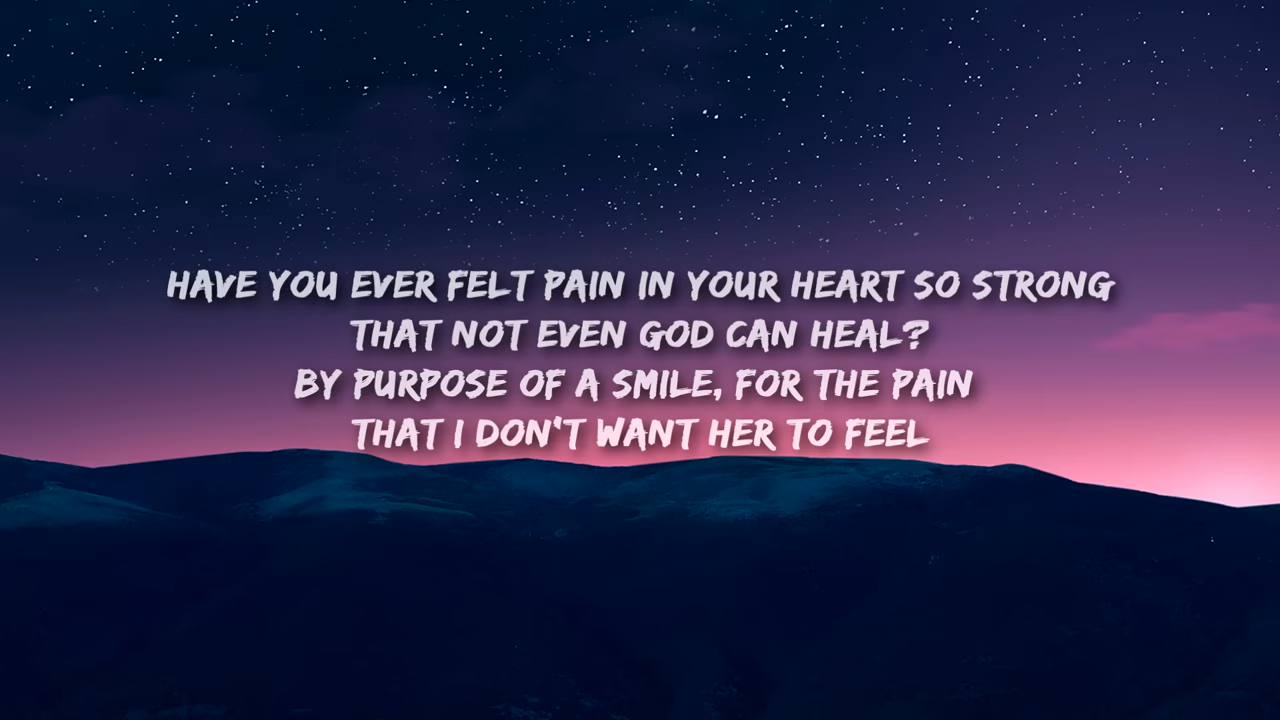 HAVE YOU EVER FELT PAIN IN YOUR HEART SO STRONG
THAT NOT EVEN GOD CAN HEAL?
BY PURPOSE OF A SMILE, FOR THE PAIN
THAT I DON'T WANT HER TO FEEL